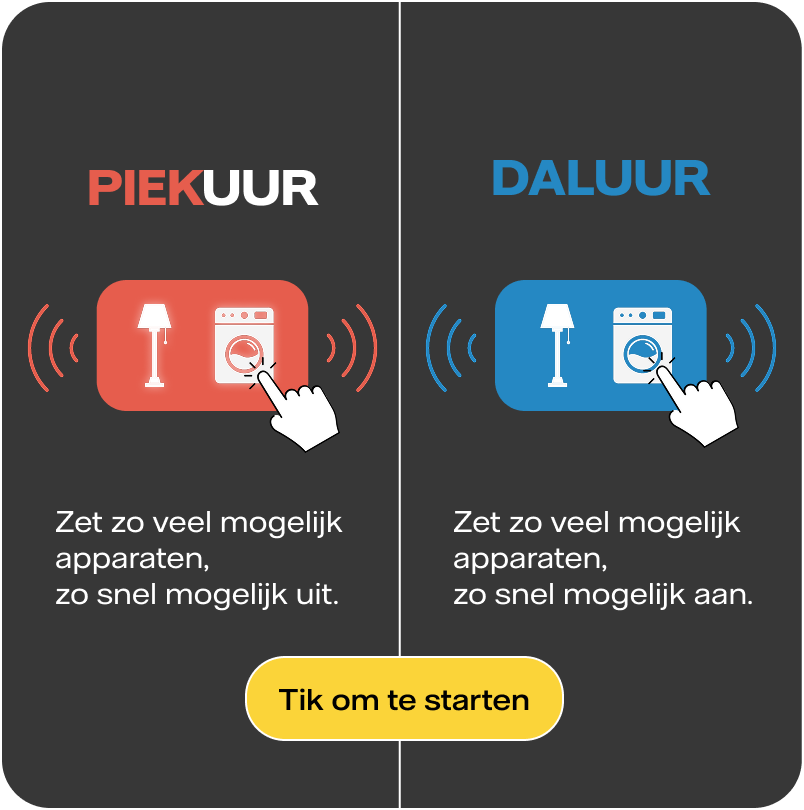 PIEKUUR
Zet zo veel mogelijk
apparaten,
zo snel mogelijk uit.
DALUUR
Zet zo veel mogelijk
apparaten,
zo snel mogelijk aan.
Tik om te starten